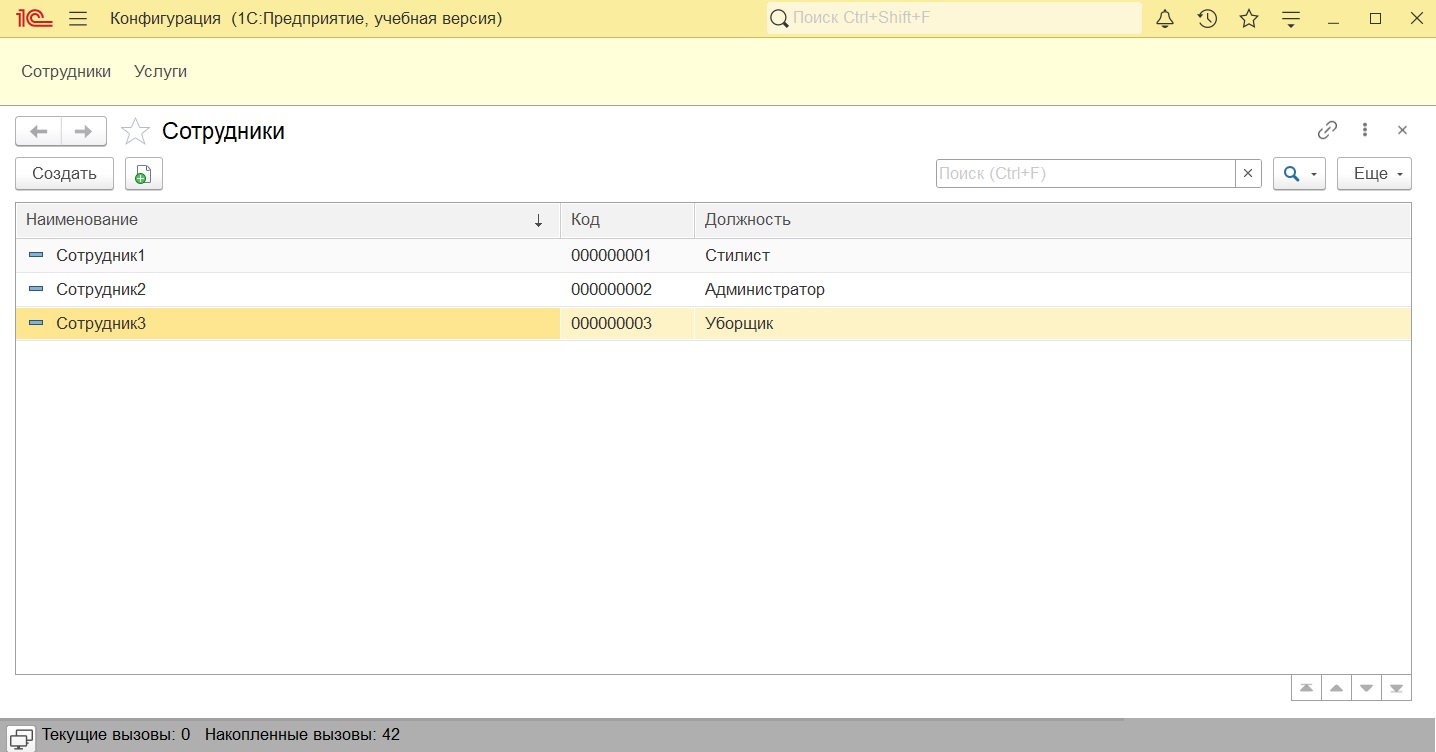 1С Конфигурация (1С:Предприятие, учебная версия) Поиск Ctrl+Shift+F
Сотрудники Услуги
Сотрудники
Создать Поиск (Ctrl+F) × Еще
Наименование ↓ Код Должность
Сотрудник1 000000001 Стилист
Сотрудник2 000000002 Администратор
Сотрудник3 000000003 Уборщик
Текущие вызовы: 0 Накопленные вызовы: 42